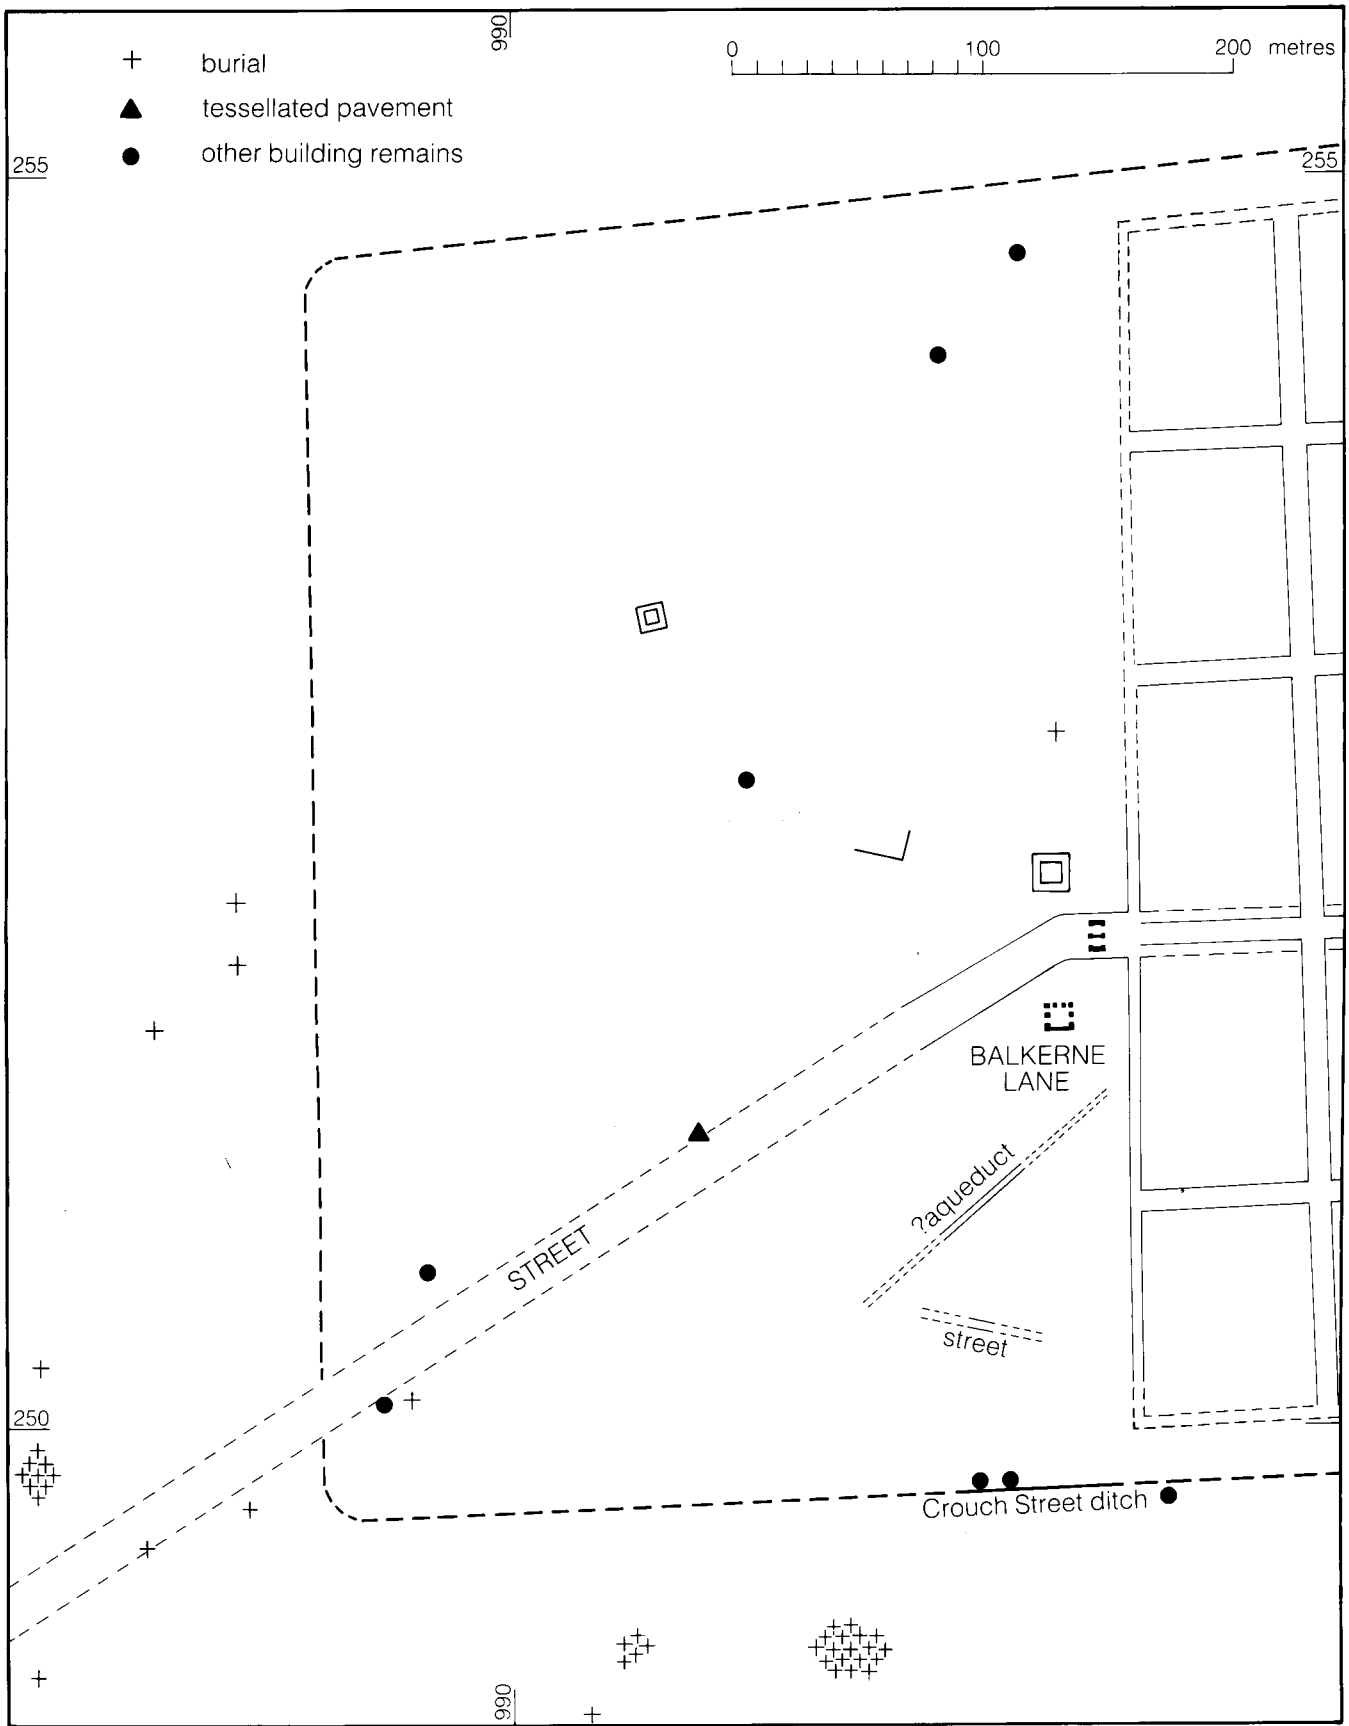 990
0 100 200 metres
+ burial
▲ tessellated pavement
● other building remains
255
255
BALKERNE
LANE
?aqueduct
STREET
street
250
Crouch Street ditch
990